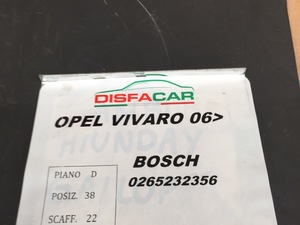 DISFACAR
OPEL VIVARO 06>
BOSCH
0265232356
PIANO D
POSIZ. 38
SCAFF. 22